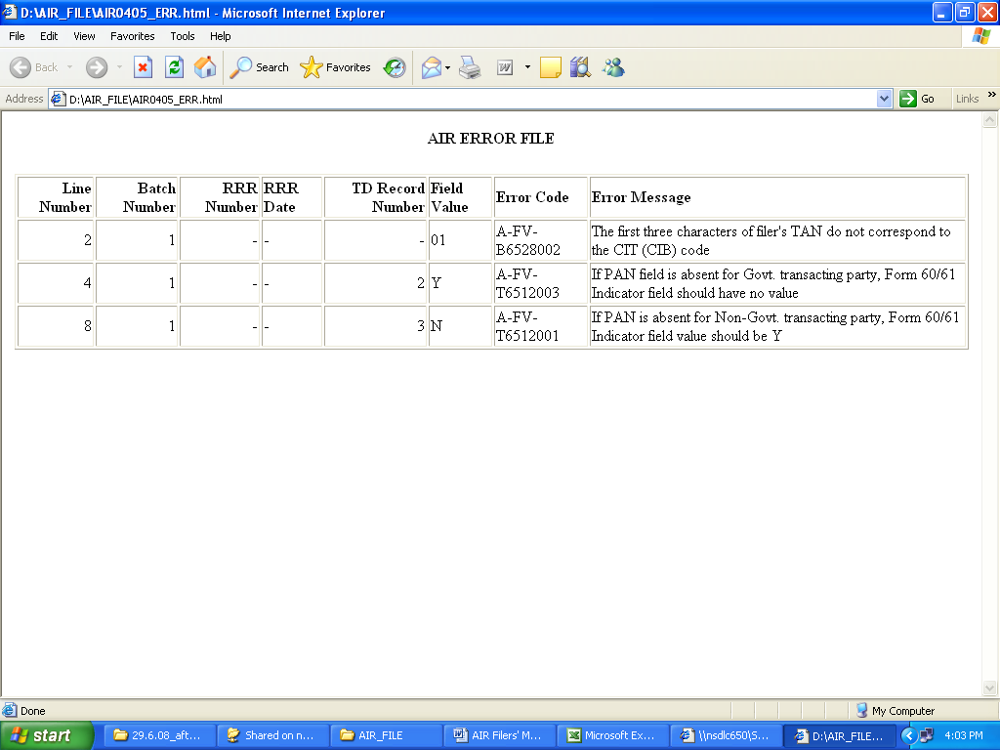 D:\AIR_FILE\AIR0405_ERR.html - Microsoft Internet Explorer
File Edit View Favorites Tools Help
Back Search Favorites
Address D:\AIR_FILE\AIR0405_ERR.html Go Links »
AIR ERROR FILE
Line Number Batch Number RRR Number RRR Date TD Record Number Field Value Error Code Error Message
2 1 - - - 01 A-FV-B6528002 The first three characters of filer's TAN do not correspond to
the CIT (CIB) code
4 1 - - 2 Y A-FV-T6512003 If PAN field is absent for Govt. transacting party, Form 60/61
Indicator field should have no value
8 1 - - 3 N A-FV-T6512001 If PAN is absent for Non-Govt. transacting party, Form 60/61
Indicator field value should be Y
Done My Computer
start 29.6.08_aft... Shared on n... AIR_FILE AIR Filers' M... Microsoft Ex... \\nsdlc650\S... D:\AIR_FILE... 4:03 PM